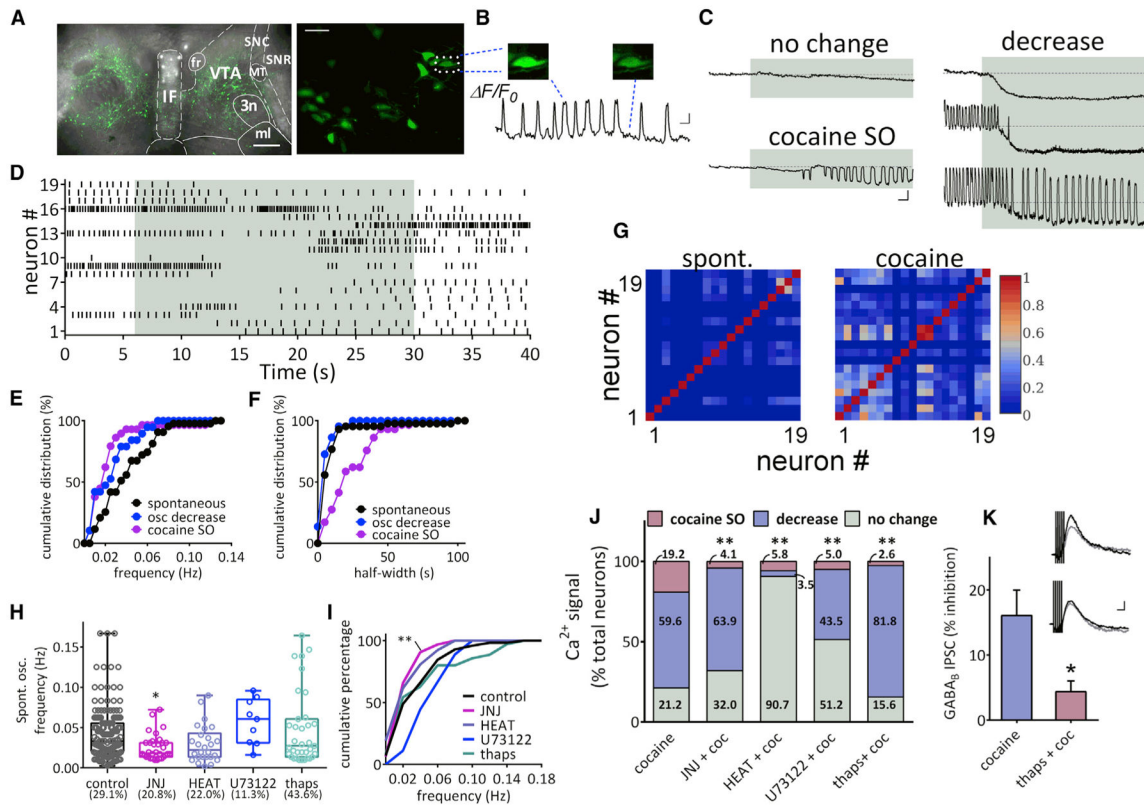 A
IF
fr
VTA
SNC
SNR
MT
3n
ml
B
ΔF/F0
C
no change
decrease
cocaine SO
D
neuron #
19
16
13
10
7
4
1
0 5 10 15 20 25 30 35 40
Time (s)
G
spont.
cocaine
neuron #
19
1
1 19
1 19
neuron #
1
0.8
0.6
0.4
0.2
0
E
cumulative distribution (%)
100
50
0
spontaneous
osc decrease
cocaine SO
0.00 0.03 0.06 0.08 0.11 0.14
frequency (Hz)
F
cumulative distribution (%)
100
50
0
spontaneous
osc decrease
cocaine SO
0 50 100
half-width (s)
H
Spont. osc.
frequency (Hz)
0.15
0.10
0.05
0.00
*
control JNJ HEAT U73122 thaps
(29.1%) (20.8%) (22.0%) (11.3%) (43.6%)
I
cumulative percentage
100
50
0
**
control
JNJ
HEAT
U73122
thaps
0.02 0.06 0.10 0.14 0.18
frequency (Hz)
J
cocaine SO decrease no change
Ca2+ signal
(% total neurons)
100
50
0
** ** ** **
19.2 4.1 5.8 5.0 2.6
3.5
59.6 63.9 43.5 81.8
21.2 32.0 90.7 51.2 15.6
cocaine
JNJ + coc
HEAT + coc
U73122 + coc
thaps+ coc
K
GABAB IPSC (% inhibition)
20
10
0
*
cocaine
thaps + coc